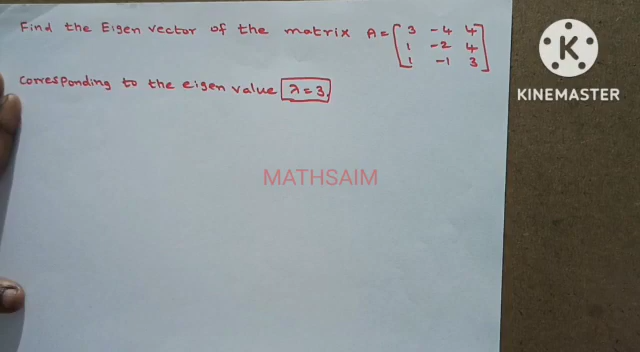 Find the Eigen vector of the matrix A = [ 3 -4 4
1 -2 4
1 -1 3 ]
Corresponding to the eigen value λ = 3.
K
KINEMASTER
MATHSAIM